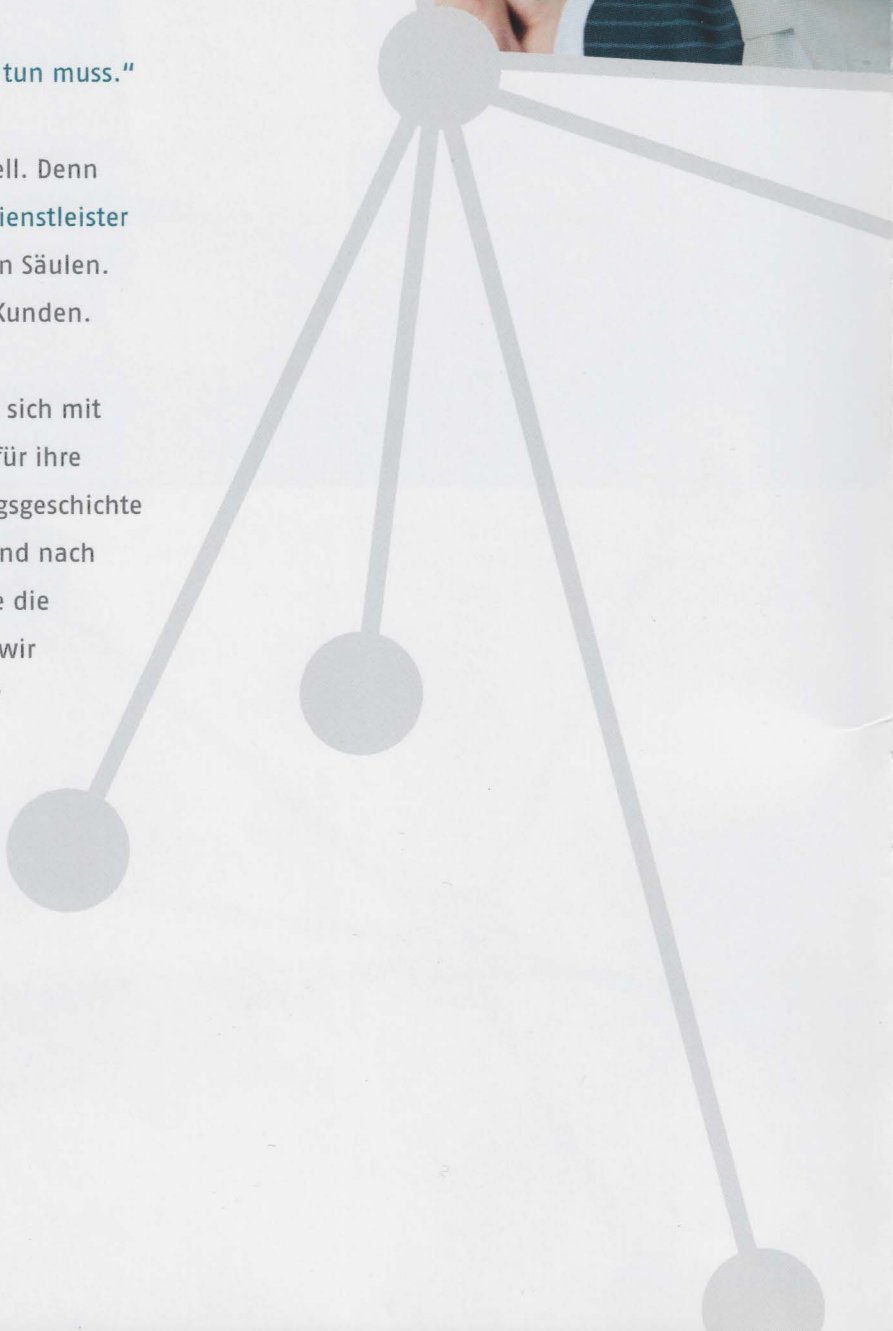 tun muss.“
ell. Denn
ienstleister
n Säulen.
Kunden.
sich mit
für ihre
gsgeschichte
nd nach
e die
wir